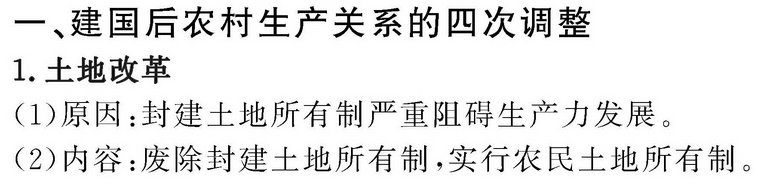 一、建国后农村生产关系的四次调整
1. 土地改革
(1)原因:封建土地所有制严重阻碍生产力发展。
(2)内容:废除封建土地所有制,实行农民土地所有制。